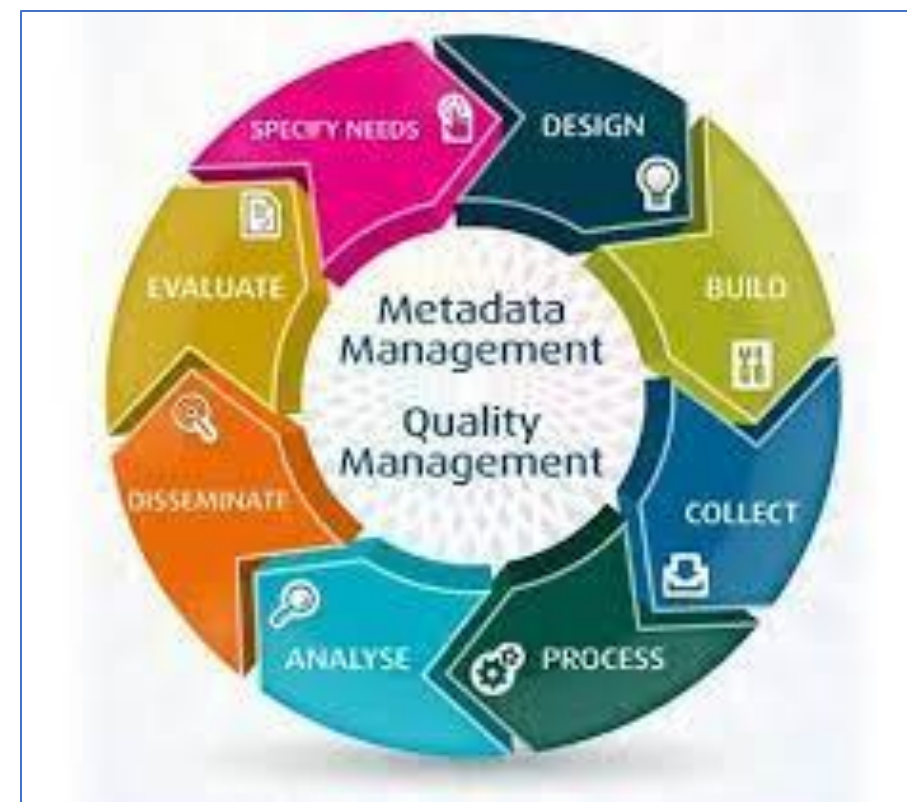 SPECIFY NEEDS
DESIGN
BUILD
COLLECT
PROCESS
ANALYSE
DISSEMINATE
EVALUATE
Metadata
Management
Quality
Management